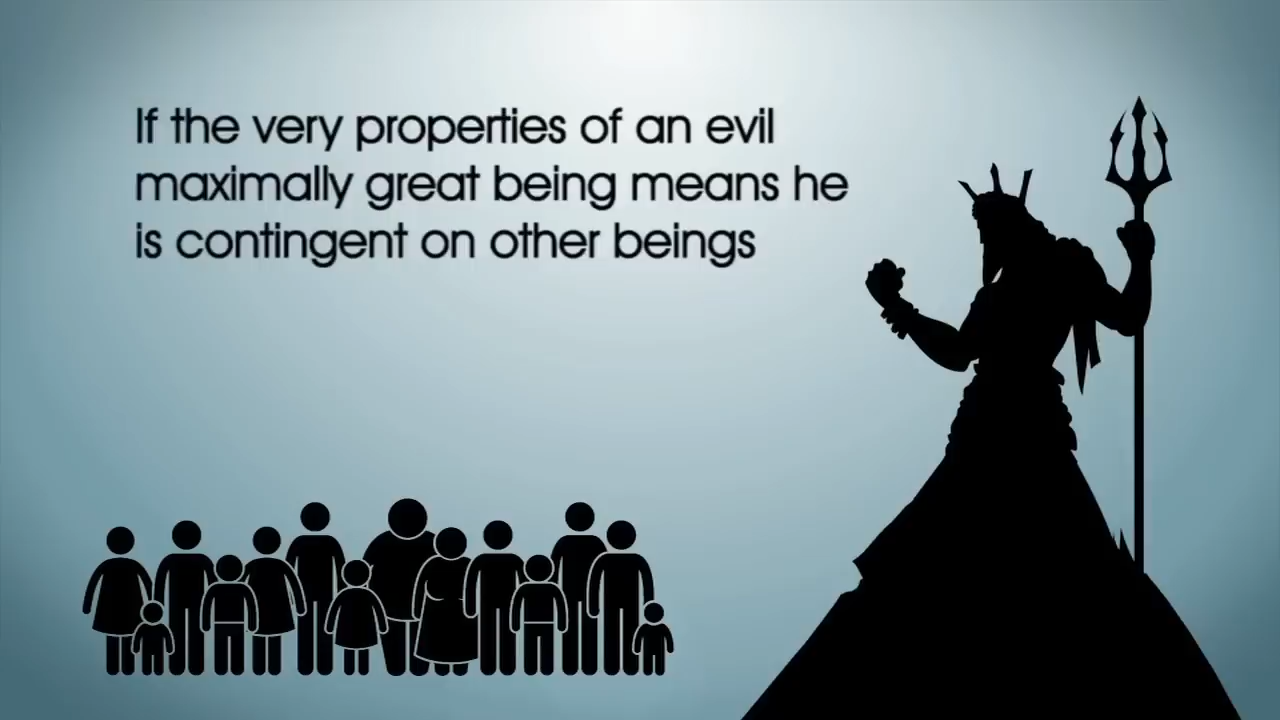 If the very properties of an evil
maximally great being means he
is contingent on other beings